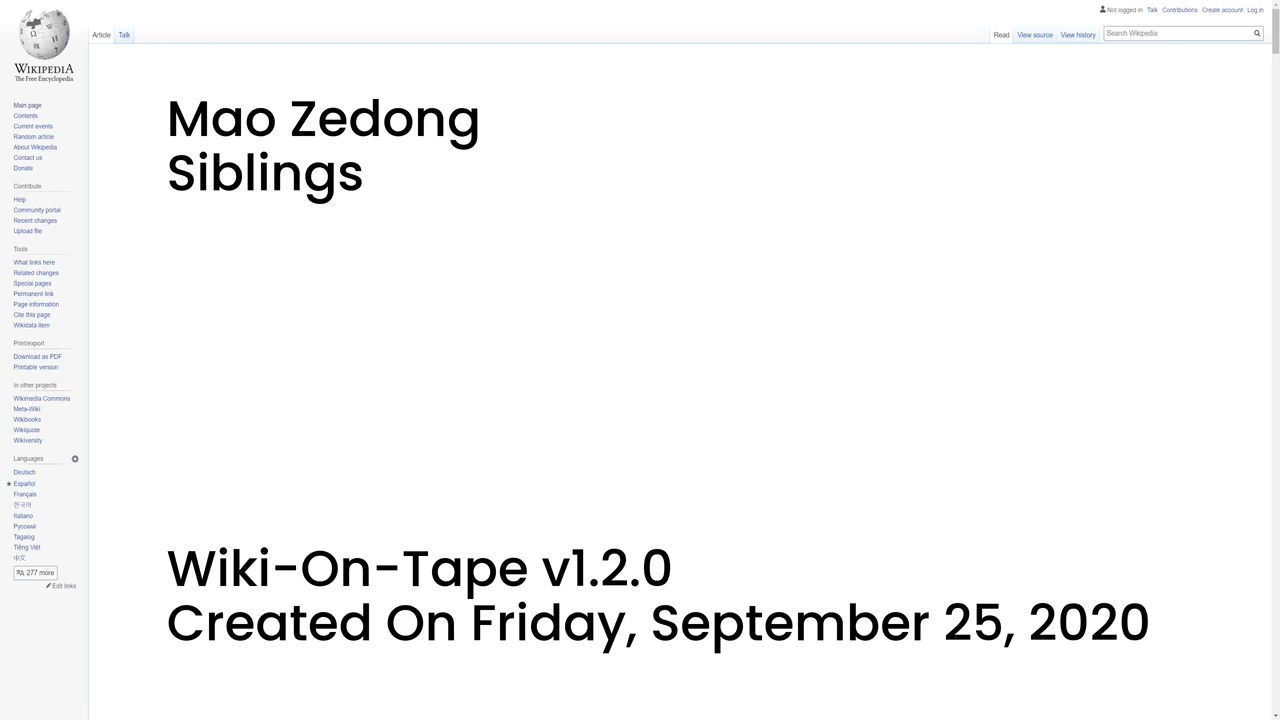 Not logged in Talk Contributions Create account Log in
Article Talk Read View source View history Search Wikipedia
WIKIPEDIA
The Free Encyclopedia
Main page
Contents
Current events
Random article
About Wikipedia
Contact us
Donate
Contribute
Help
Community portal
Recent changes
Upload file
Tools
What links here
Related changes
Special pages
Permanent link
Page information
Cite this page
Wikidata item
Print/export
Download as PDF
Printable version
In other projects
Wikimedia Commons
Meta-Wiki
Wikibooks
Wikiquote
Wikiversity
Languages
Deutsch
Español
Français
한국어
Italiano
Русский
Tagalog
Tiếng Việt
中文
277 more
Edit links
Mao Zedong
Siblings
Wiki-On-Tape v1.2.0
Created On Friday, September 25, 2020